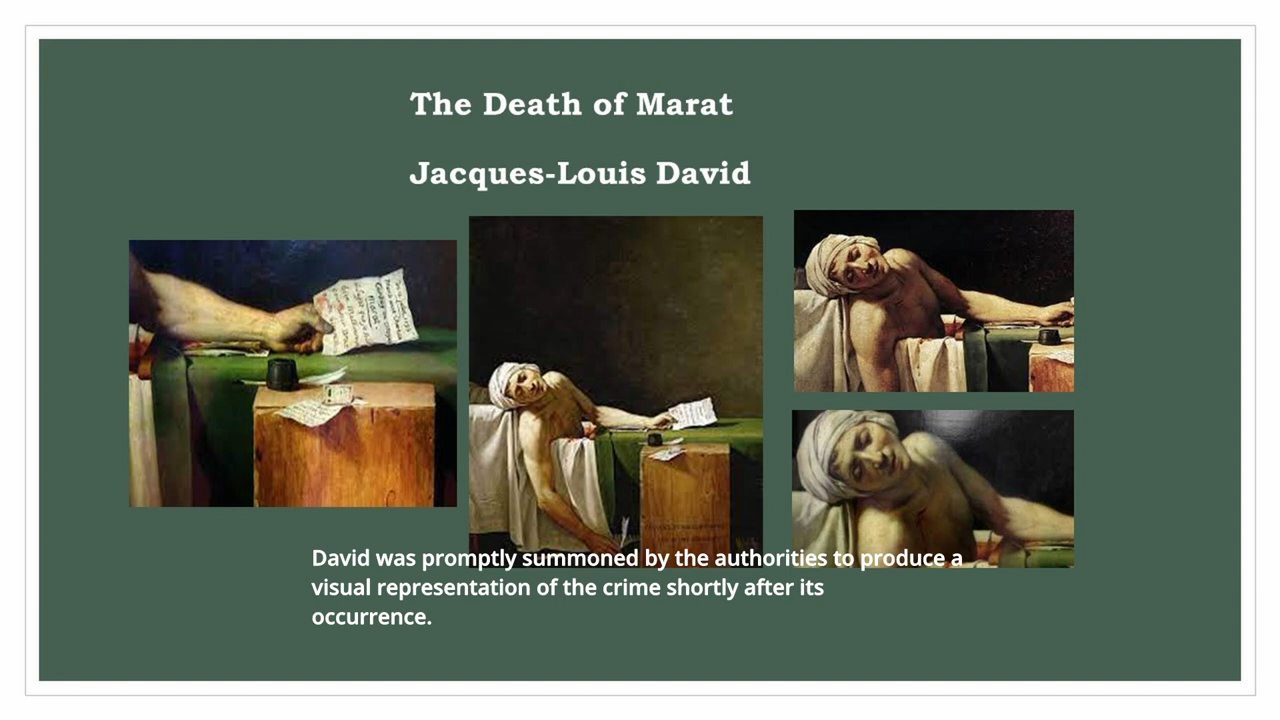 The Death of Marat
Jacques-Louis David
David was promptly summoned by the authorities to produce a
visual representation of the crime shortly after its
occurrence.